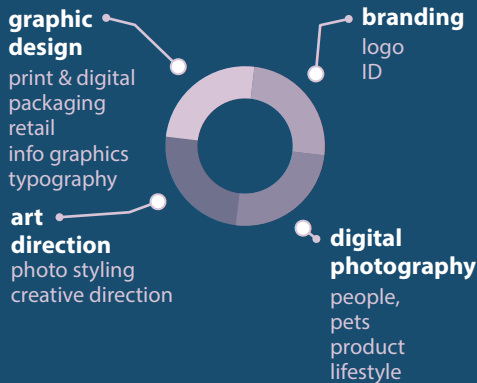 graphic
design
print & digital
packaging
retail
info graphics
typography
branding
logo
ID
art
direction
photo styling
creative direction
digital
photography
people,
pets
product
lifestyle